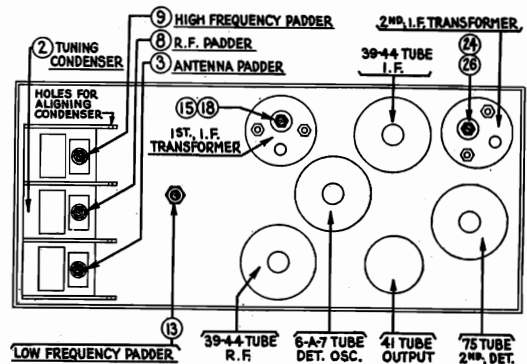 9 HIGH FREQUENCY PADDER
2ND. I.F. TRANSFORMER
2 TUNING
CONDENSER
8 R.F. PADDER
39-44 TUBE
I.F.
24
26
3 ANTENNA PADDER
HOLES FOR
ALIGNING
CONDENSER
15 18
1ST., I.F.
TRANSFORMER
13
LOW FREQUENCY PADDER
39-44 TUBE
R.F.
6-A-7 TUBE
DET. OSC.
41 TUBE
OUTPUT
75 TUBE
2ND. DET.